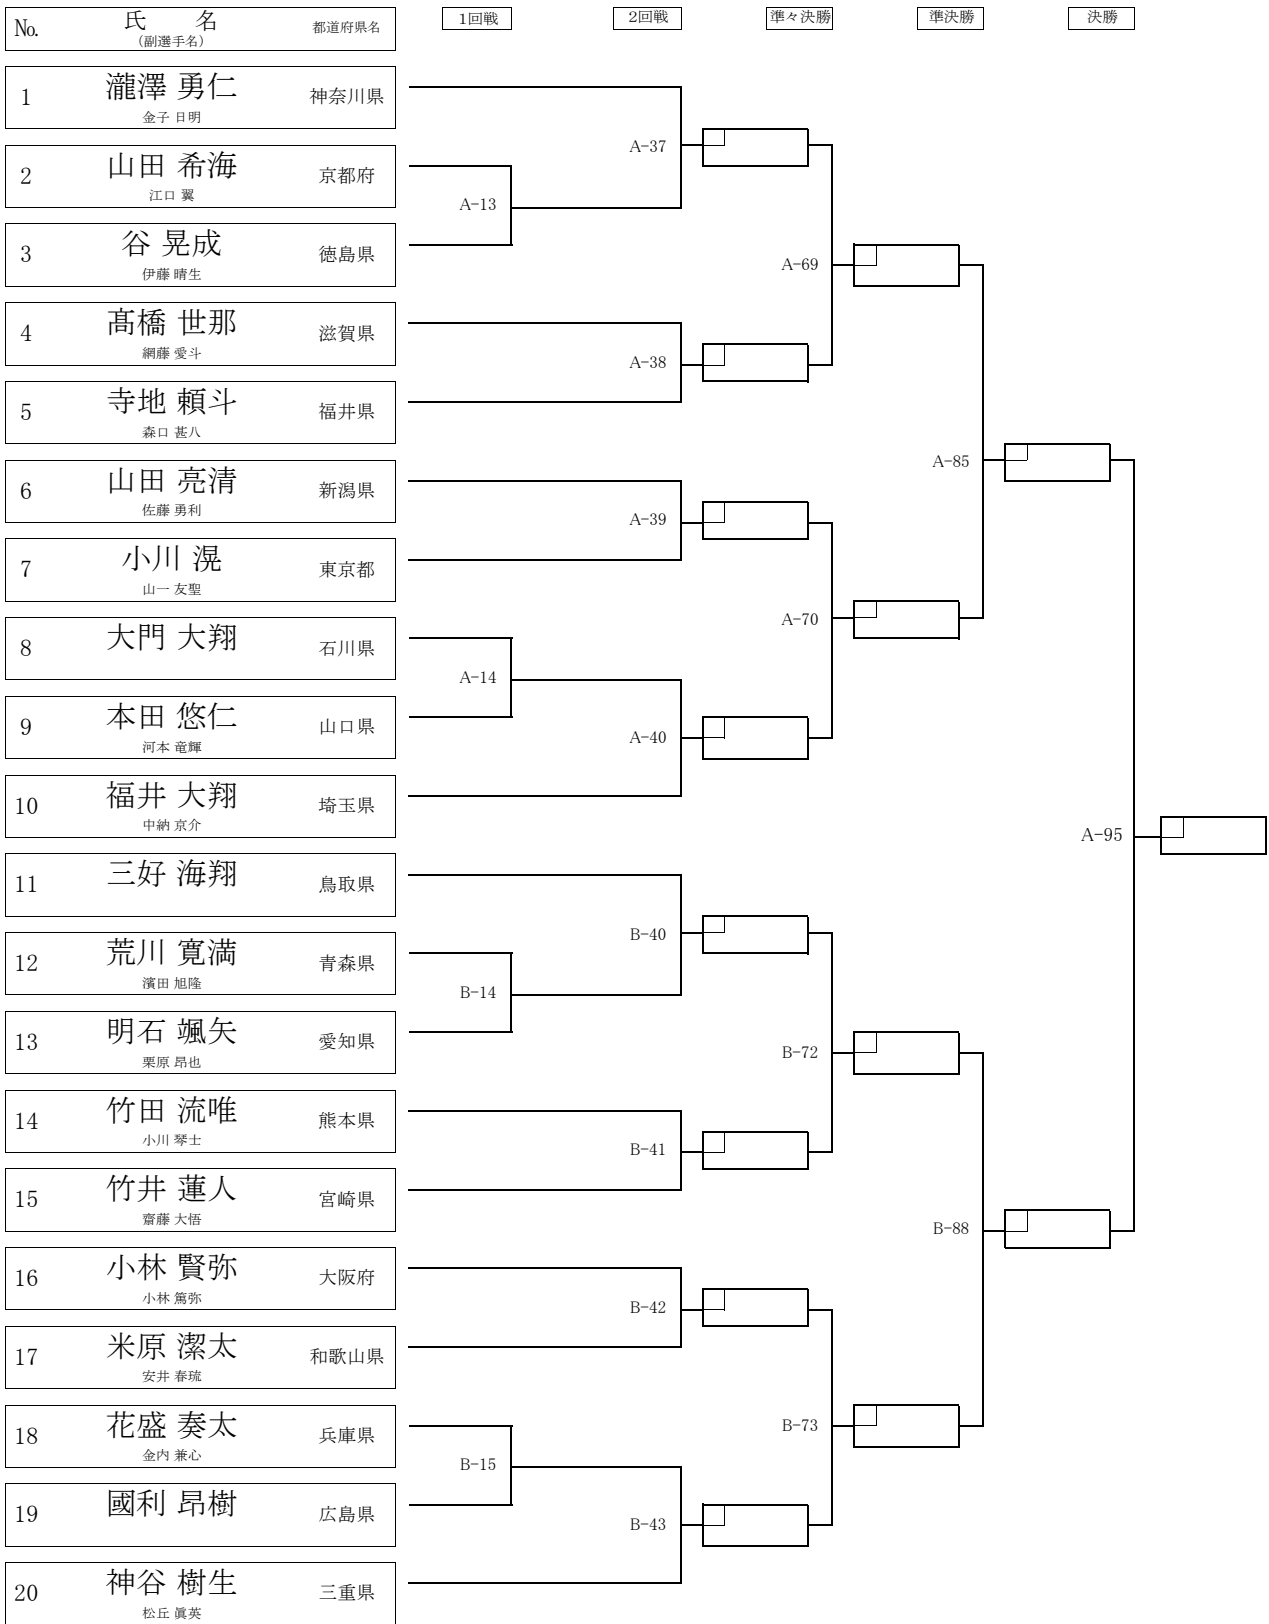 No. 氏 名 都道府県名
(副選手名)
1回戦 2回戦 準々決勝 準決勝 決勝
1 瀧澤 勇仁 神奈川県
金子 日明
2 山田 希海 京都府
江口 翼
3 谷 晃成 徳島県
伊藤 晴生
4 髙橋 世那 滋賀県
網藤 愛斗
5 寺地 頼斗 福井県
森口 甚八
6 山田 亮清 新潟県
佐藤 勇利
7 小川 滉 東京都
山一 友聖
8 大門 大翔 石川県
9 本田 悠仁 山口県
河本 竜輝
10 福井 大翔 埼玉県
中納 京介
11 三好 海翔 鳥取県
12 荒川 寛満 青森県
濱田 旭隆
13 明石 颯矢 愛知県
栗原 昂也
14 竹田 流唯 熊本県
小川 琴士
15 竹井 蓮人 宮崎県
齋藤 大悟
16 小林 賢弥 大阪府
小林 篤弥
17 米原 潔太 和歌山県
安井 春琉
18 花盛 奏太 兵庫県
金内 兼心
19 國利 昂樹 広島県
20 神谷 樹生 三重県
松丘 眞英
A-13
A-14
B-14
B-15
A-37
A-38
A-39
A-40
B-40
B-41
B-42
B-43
A-69
A-70
B-72
B-73
A-85
B-88
A-95